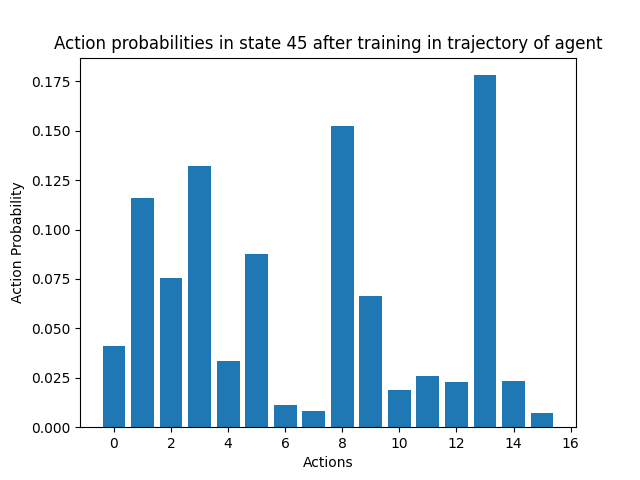 Action probabilities in state 45 after training in trajectory of agent
0.175
0.150
0.125
0.100
0.075
0.050
0.025
0.000
Action Probability
0 2 4 6 8 10 12 14 16
Actions